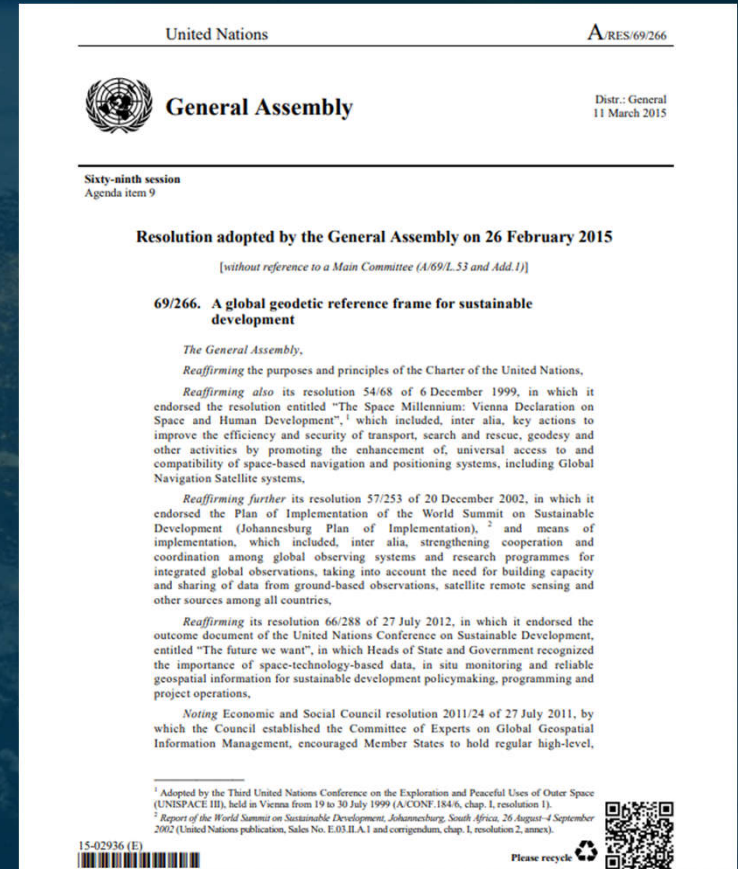 United Nations
A/RES/69/266
General Assembly
Distr.: General
11 March 2015
Sixty-ninth session
Agenda item 9
Resolution adopted by the General Assembly on 26 February 2015
[without reference to a Main Committee (A/69/L.53 and Add.1)]
69/266. A global geodetic reference frame for sustainable
development
The General Assembly,
Reaffirming the purposes and principles of the Charter of the United Nations,
Reaffirming also its resolution 54/68 of 6 December 1999, in which it
endorsed the resolution entitled “The Space Millennium: Vienna Declaration on
Space and Human Development”, 1 which included, inter alia, key actions to
improve the efficiency and security of transport, search and rescue, geodesy and
other activities by promoting the enhancement of, universal access to and
compatibility of space-based navigation and positioning systems, including Global
Navigation Satellite systems,
Reaffirming further its resolution 57/253 of 20 December 2002, in which it
endorsed the Plan of Implementation of the World Summit on Sustainable
Development (Johannesburg Plan of Implementation), 2 and means of
implementation, which included, inter alia, strengthening cooperation and
coordination among global observing systems and research programmes for
integrated global observations, taking into account the need for building capacity
and sharing of data from ground-based observations, satellite remote sensing and
other sources among all countries,
Reaffirming its resolution 66/288 of 27 July 2012, in which it endorsed the
outcome document of the United Nations Conference on Sustainable Development,
entitled “The future we want”, in which Heads of State and Government recognized
the importance of space-technology-based data, in situ monitoring and reliable
geospatial information for sustainable development policymaking, programming and
project operations,
Noting Economic and Social Council resolution 2011/24 of 27 July 2011, by
which the Council established the Committee of Experts on Global Geospatial
Information Management, encouraged Member States to hold regular high-level,
1 Adopted by the Third United Nations Conference on the Exploration and Peaceful Uses of Outer Space
(UNISPACE III), held in Vienna from 19 to 30 July 1999 (A/CONF.184/6, chap. I, resolution 1).
2 Report of the World Summit on Sustainable Development, Johannesburg, South Africa, 26 August–4 September
2002 (United Nations publication, Sales No. E.03.II.A.1 and corrigendum, chap. I, resolution 2, annex).
15-02936 (E)
Please recycle